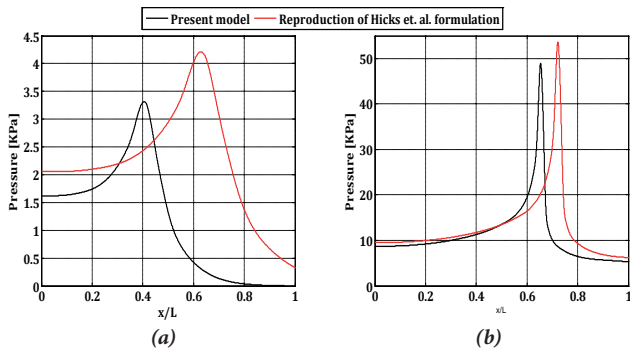 Present model Reproduction of Hicks et. al. formulation
Pressure [KPa]
4.5
4
3.5
3
2.5
2
1.5
1
0.5
0
0 0.2 0.4 0.6 0.8 1
x/L
(a)
Pressure [KPa]
50
40
30
20
10
0
0 0.2 0.4 0.6 0.8 1
x/L
(b)